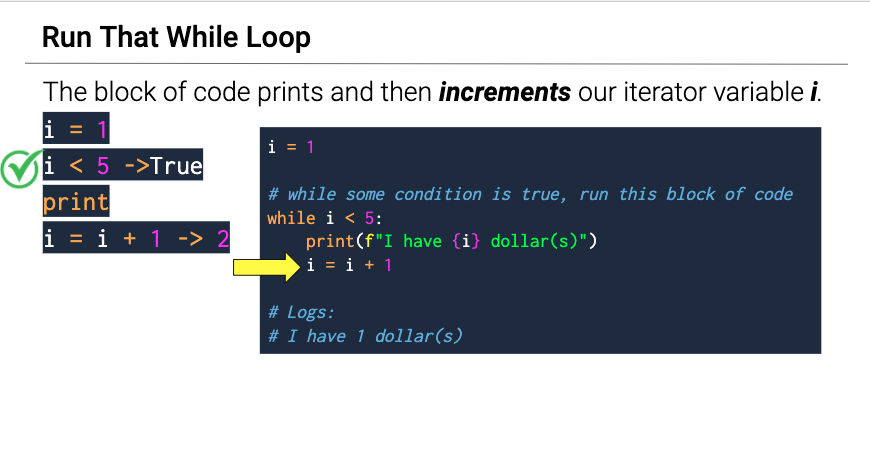 Run That While Loop
The block of code prints and then increments our iterator variable i.
i = 1
i < 5 ->True
print
i = i + 1 -> 2
i = 1
# while some condition is true, run this block of code
while i < 5:
    print(f"I have {i} dollar(s)")
    i = i + 1
# Logs:
# I have 1 dollar(s)